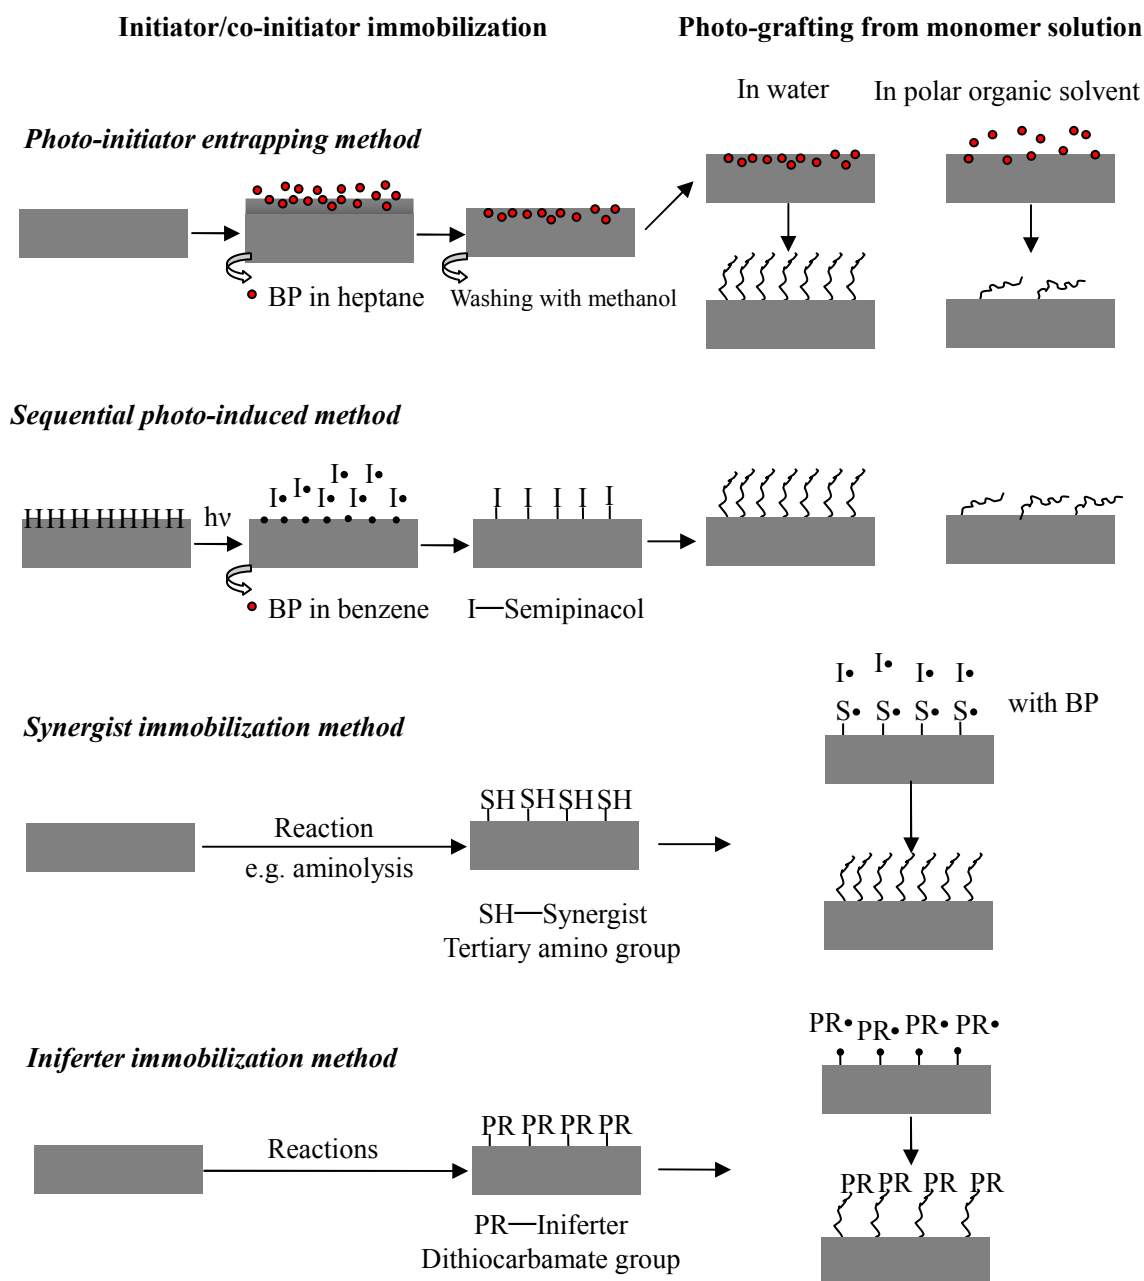 Initiator/co-initiator immobilization
Photo-grafting from monomer solution
In water
In polar organic solvent
Photo-initiator entrapping method
BP in heptane
Washing with methanol
Sequential photo-induced method
I• I• I• I•
I• I• I•
H H H H H H H H
hν
I I I I I
BP in benzene
I—Semipinacol
I• I• I• I•
S• S• S• S•
with BP
Synergist immobilization method
SH SH SH SH
Reaction
e.g. aminolysis
SH—Synergist
Tertiary amino group
PR• PR• PR• PR•
Iniferter immobilization method
PR PR PR PR
Reactions
PR PR PR PR
PR—Iniferter
Dithiocarbamate group